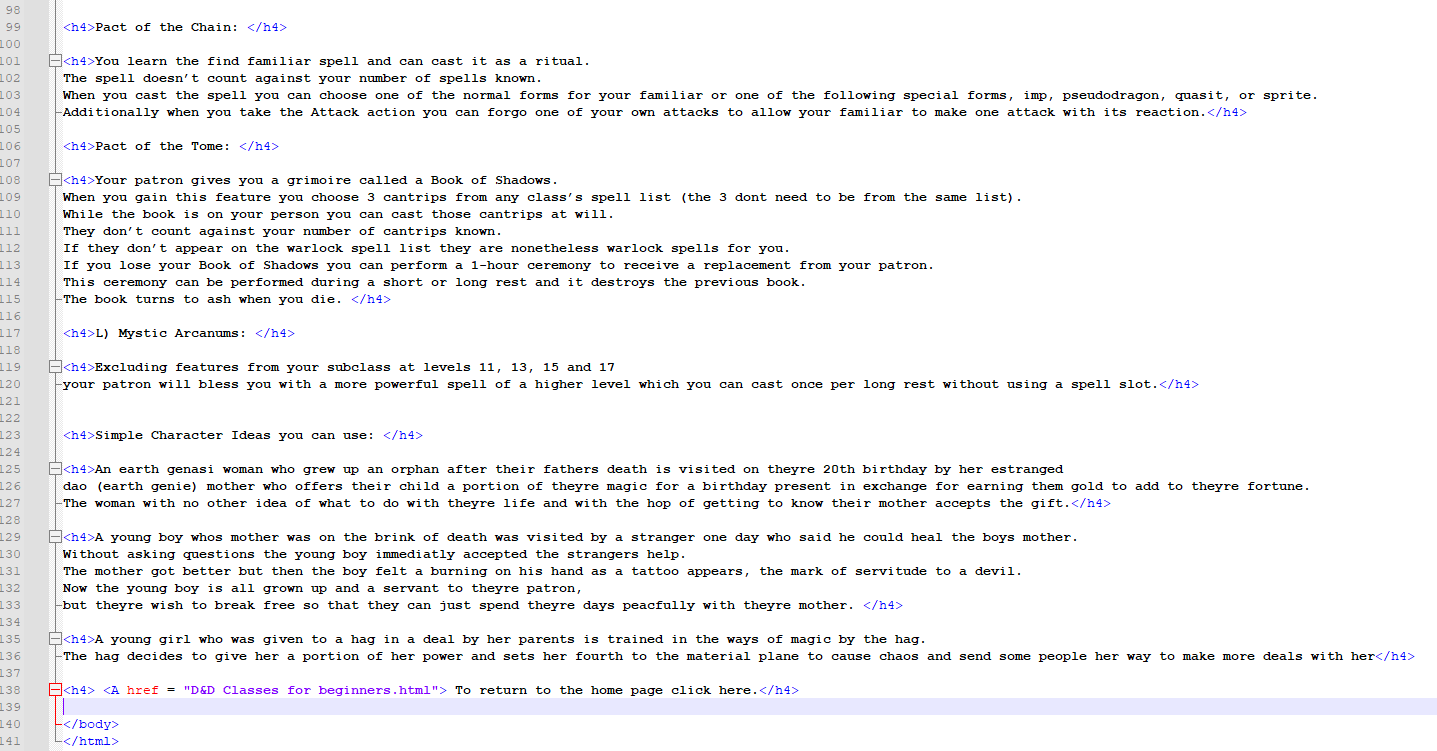 98
99 <h4>Pact of the Chain: </h4>
100
101 <h4>You learn the find familiar spell and can cast it as a ritual.
102 The spell doesn't count against your number of spells known.
103 When you cast the spell you can choose one of the normal forms for your familiar or one of the following special forms, imp, pseudodragon, quasit, or sprite.
104 Additionally when you take the Attack action you can forgo one of your own attacks to allow your familiar to make one attack with its reaction.</h4>
105
106 <h4>Pact of the Tome: </h4>
107
108 <h4>Your patron gives you a grimoire called a Book of Shadows.
109 When you gain this feature you choose 3 cantrips from any class's spell list (the 3 dont need to be from the same list).
110 While the book is on your person you can cast those cantrips at will.
111 They don't count against your number of cantrips known.
112 If they don't appear on the warlock spell list they are nonetheless warlock spells for you.
113 If you lose your Book of Shadows you can perform a 1-hour ceremony to receive a replacement from your patron.
114 This ceremony can be performed during a short or long rest and it destroys the previous book.
115 The book turns to ash when you die. </h4>
116
117 <h4>L) Mystic Arcanums: </h4>
118
119 <h4>Excluding features from your subclass at levels 11, 13, 15 and 17
120 your patron will bless you with a more powerful spell of a higher level which you can cast once per long rest without using a spell slot.</h4>
121
122
123 <h4>Simple Character Ideas you can use: </h4>
124
125 <h4>An earth genasi woman who grew up an orphan after their fathers death is visited on theyre 20th birthday by her estranged
126 dao (earth genie) mother who offers their child a portion of theyre magic for a birthday present in exchange for earning them gold to add to theyre fortune.
127 The woman with no other idea of what to do with theyre life and with the hop of getting to know their mother accepts the gift.</h4>
128
129 <h4>A young boy whos mother was on the brink of death was visited by a stranger one day who said he could heal the boys mother.
130 Without asking questions the young boy immediatly accepted the strangers help.
131 The mother got better but then the boy felt a burning on his hand as a tattoo appears, the mark of servitude to a devil.
132 Now the young boy is all grown up and a servant to theyre patron,
133 but theyre wish to break free so that they can just spend theyre days peacfully with theyre mother. </h4>
134
135 <h4>A young girl who was given to a hag in a deal by her parents is trained in the ways of magic by the hag.
136 The hag decides to give her a portion of her power and sets her fourth to the material plane to cause chaos and send some people her way to make more deals with her</h4>
137
138 <h4> <A href = "D&D Classes for beginners.html"> To return to the home page click here.</h4>
139
140 </body>
141 </html>